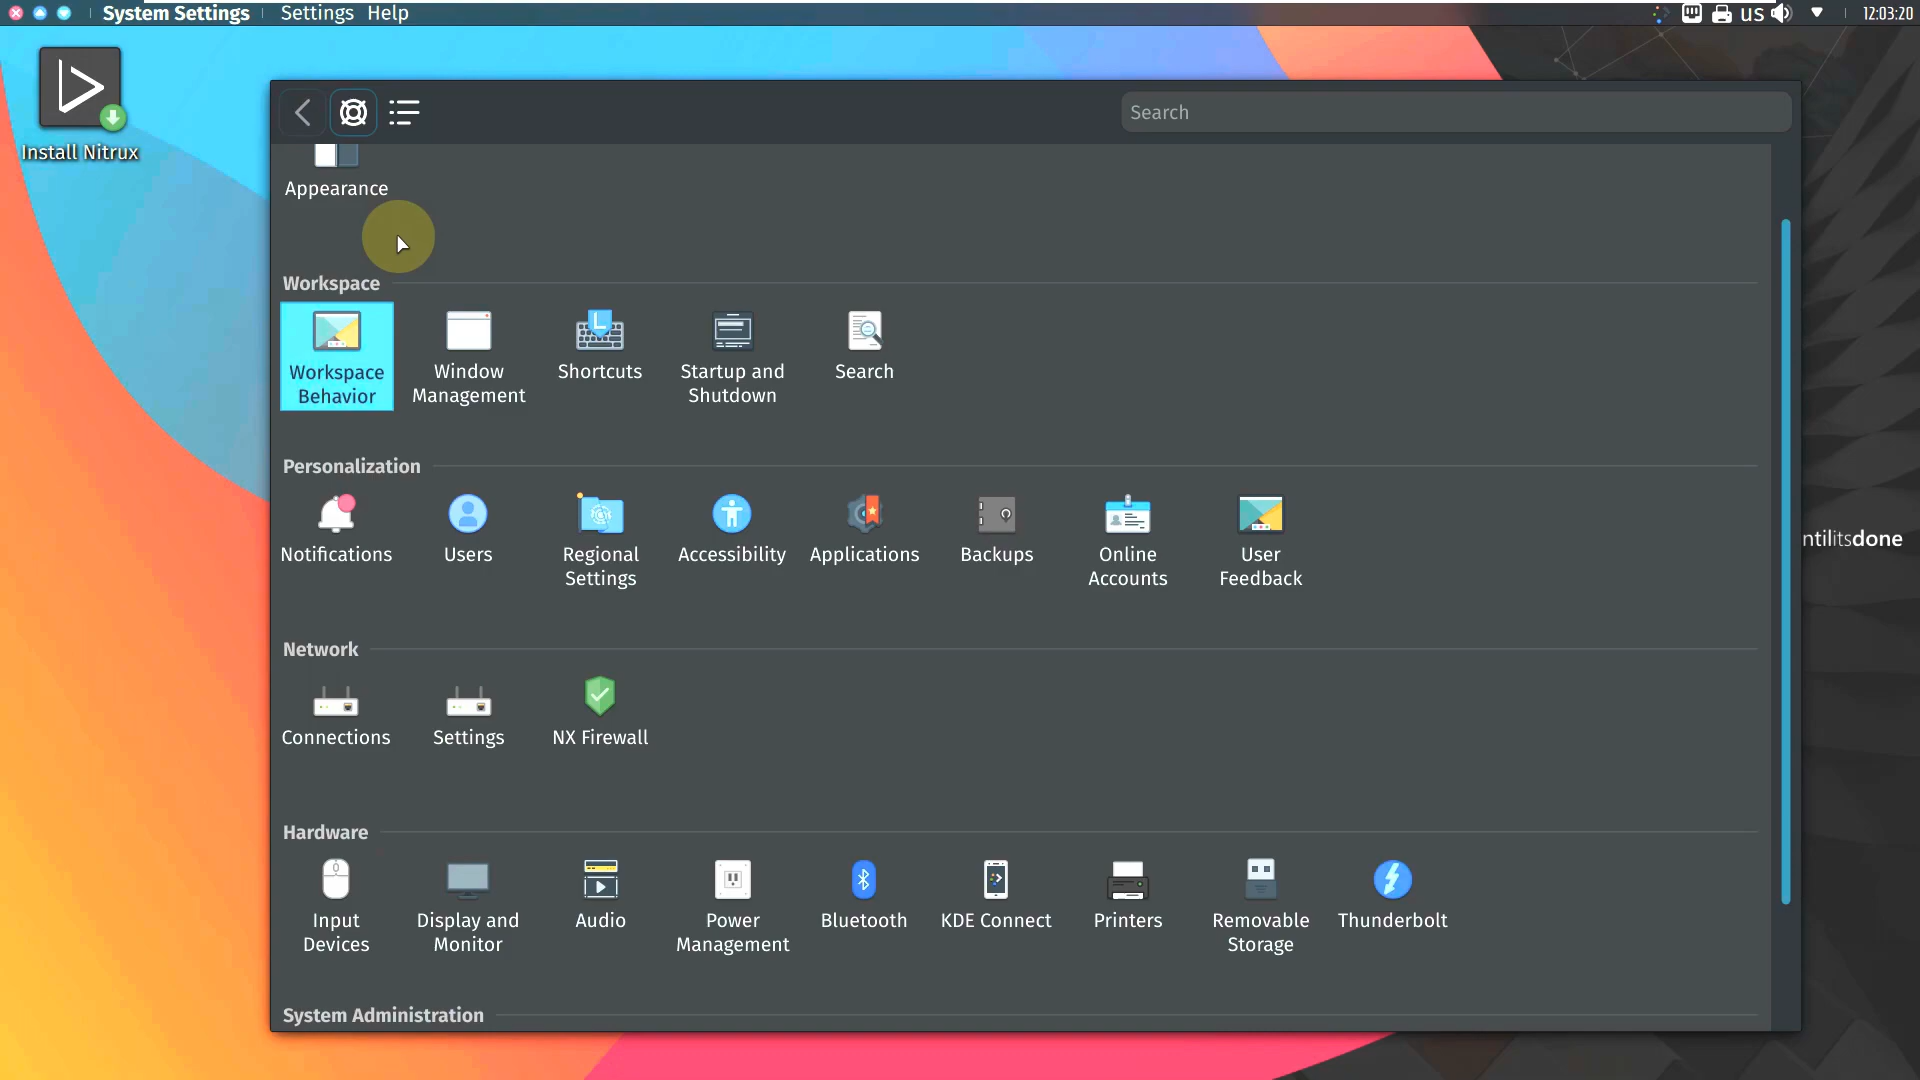 System Settings Settings Help us 12:03:20
Install Nitrux
Search
Appearance
Workspace
Workspace Behavior
Window Management
Shortcuts
Startup and Shutdown
Search
Personalization
Notifications
Users
Regional Settings
Accessibility
Applications
Backups
Online Accounts
User Feedback
ntilitsdone
Network
Connections
Settings
NX Firewall
Hardware
Input Devices
Display and Monitor
Audio
Power Management
Bluetooth
KDE Connect
Printers
Removable Storage
Thunderbolt
System Administration